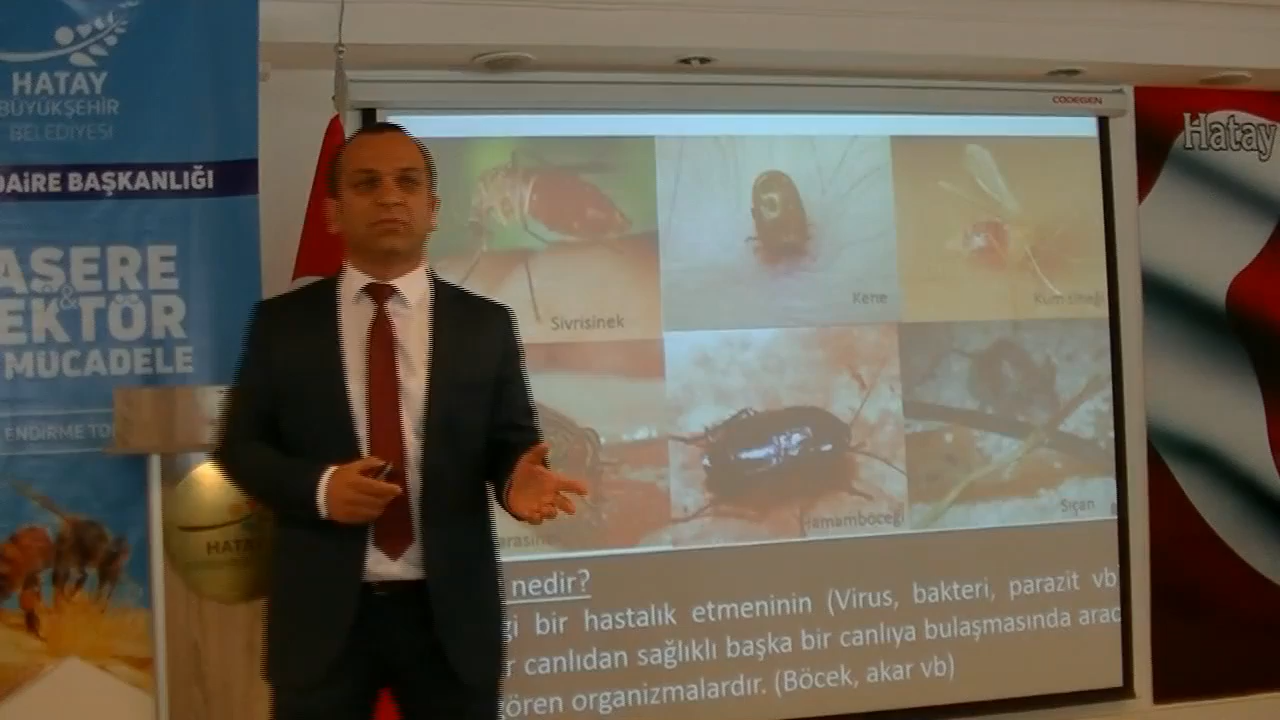 HATAY
BÜYÜKŞEHİR
BELEDİYESİ
DAİRE BAŞKANLIĞI
AŞERE
&
EKTÖR
MÜCADELE
ENDİRME TO
HATA
CODEGEN
Hatay
Sivrisinek
Kene
Kum sineği
Hamamböceği
Sıçan
nedir?
bir hastalık etmeninin (Virus, bakteri, parazit vb
r canlıdan sağlıklı başka bir canlıya bulaşmasında arac
gören organizmalardır. (Böcek, akar vb)